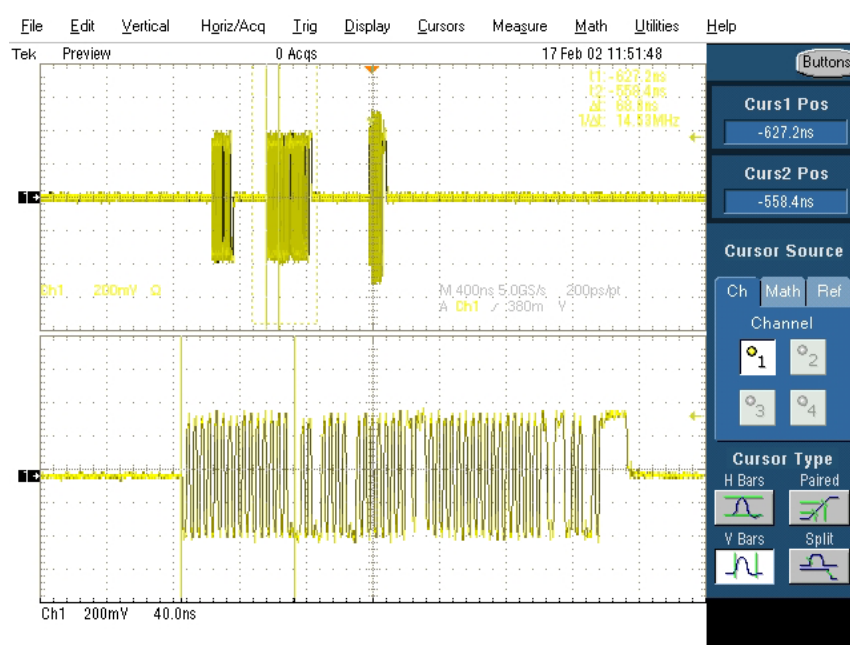 File Edit Vertical Horiz/Acq Trig Display Cursors Measure Math Utilities Help
Tek Preview 0 Acqs 17 Feb 02 11:51:48
Buttons
t1: -627.2ns
t2: -558.4ns
Δt: 68.8ns
1/Δt: 14.53MHz
Curs1 Pos
-627.2ns
Curs2 Pos
-558.4ns
1
Ch1 200mV Ω
M 400ns 5.0GS/s 200ps/pt
A Ch1 ⁄ 380m V
Cursor Source
Ch Math Ref
Channel
1 2
3 4
Cursor Type
H Bars Paired
1
V Bars Split
Ch1 200mV 40.0ns